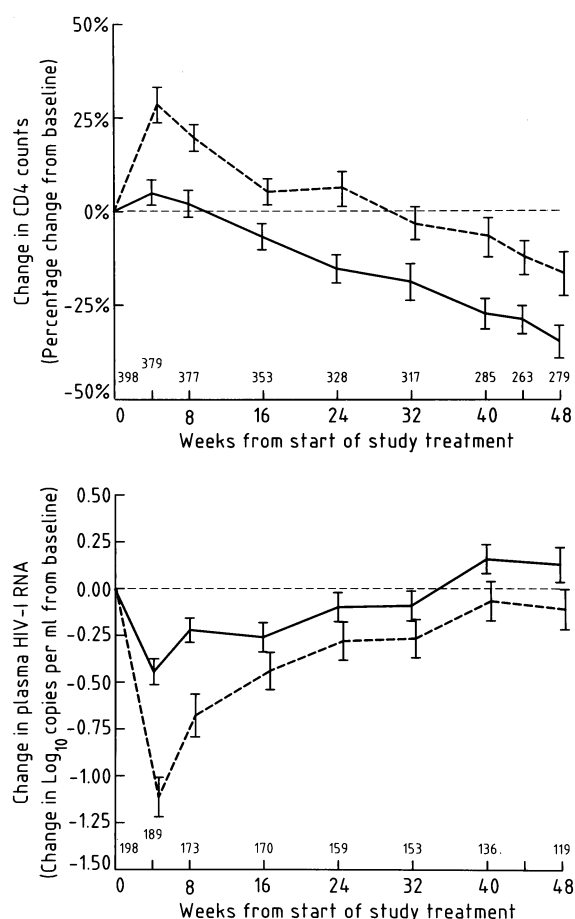 50%
25%
0%
-25%
-50%
Change in CD4 counts
(Percentage change from baseline)
398 379 377 353 328 317 285 263 279
0 8 16 24 32 40 48
Weeks from start of study treatment
0.50
0.25
0.00
-0.25
-0.50
-0.75
-1.00
-1.25
-1.50
Change in plasma HIV-I RNA
(Change in Log10 copies per ml from baseline)
198 189 173 170 159 153 136. 119
0 8 16 24 32 40 48
Weeks from start of study treatment